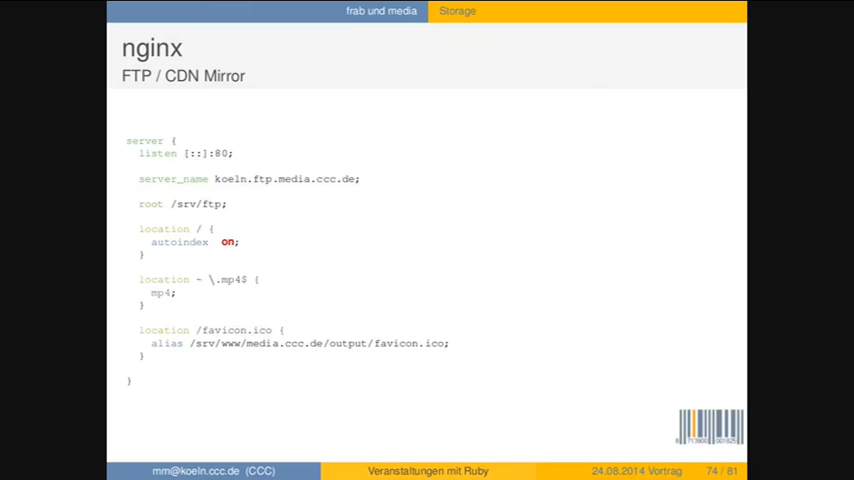 frab und media
Storage
nginx
FTP / CDN Mirror
server {
listen [::]:80;
server_name koeln.ftp.media.ccc.de;
root /srv/ftp;
location / {
autoindex on;
}
location ~ \.mp4$ {
mp4;
}
location /favicon.ico {
alias /srv/www/media.ccc.de/output/favicon.ico;
}
}
mm@koeln.ccc.de (CCC)
Veranstaltungen mit Ruby
24.08.2014 Vortrag
74 / 81